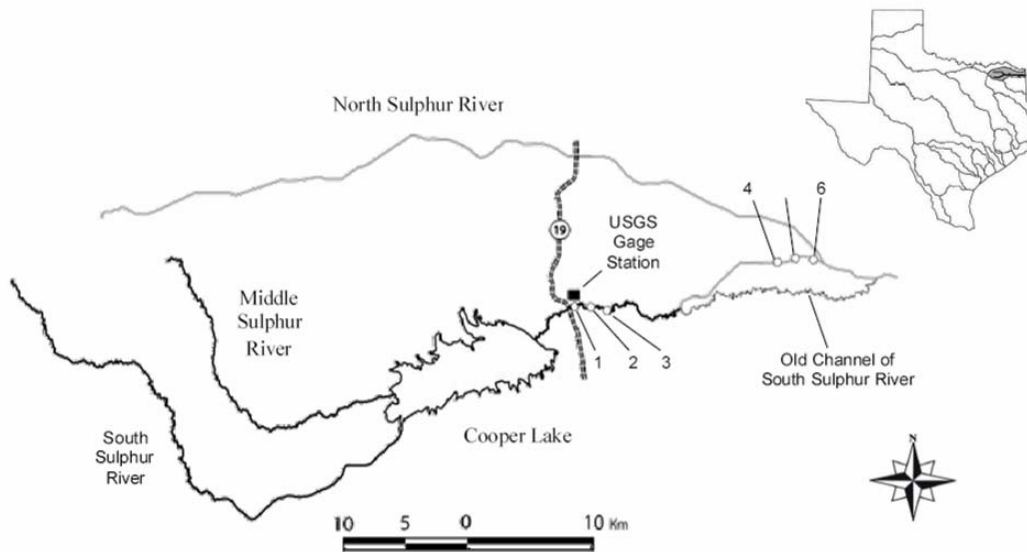 North Sulphur River
4
6
19
USGS
Gage
Station
Middle
Sulphur
River
1
2
3
Old Channel of
South Sulphur River
South
Sulphur
River
Cooper Lake
N
10
5
0
10 Km